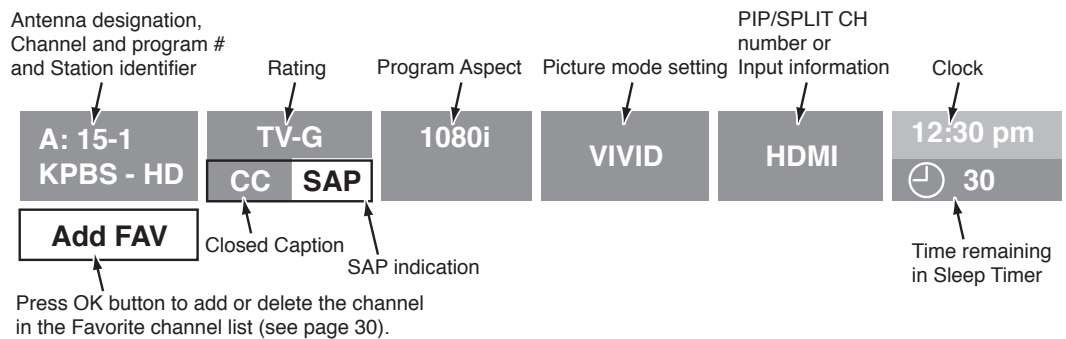 Antenna designation,
Channel and program #
and Station identifier
Rating
Program Aspect
Picture mode setting
PIP/SPLIT CH
number or
Input information
Clock
A: 15-1
KPBS - HD
TV-G
CC
SAP
1080i
VIVID
HDMI
12:30 pm
30
Add FAV
Closed Caption
SAP indication
Time remaining
in Sleep Timer
Press OK button to add or delete the channel
in the Favorite channel list (see page 30).